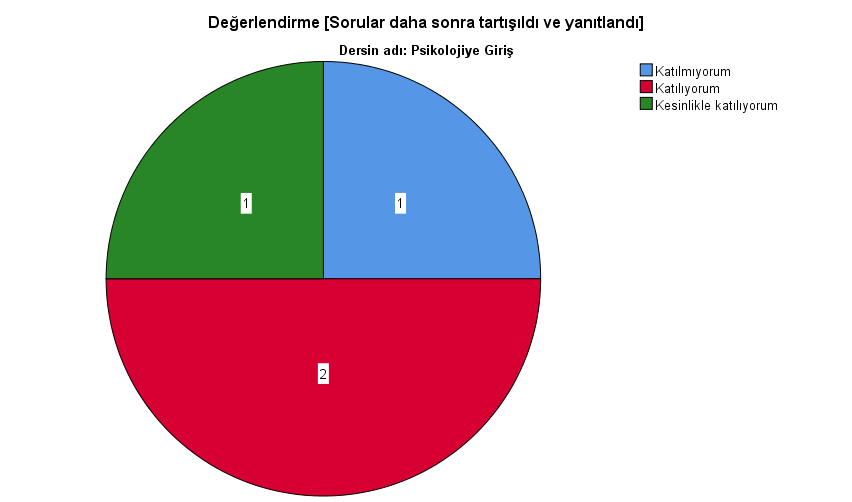 Değerlendirme [Sorular daha sonra tartışıldı ve yanıtlandı]
Dersin adı: Psikolojiye Giriş
Katılmıyorum
Katılıyorum
Kesinlikle katılıyorum
1
1
2